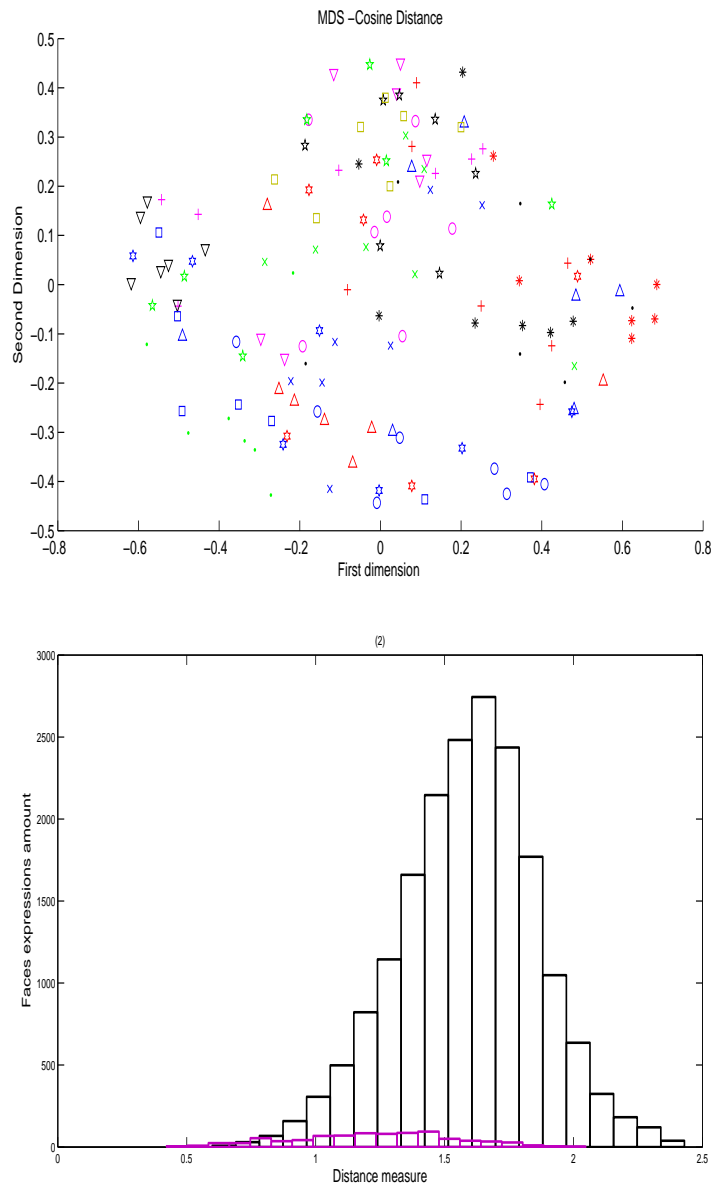 MDS −Cosine Distance
0.5
0.4
0.3
0.2
0.1
0
−0.1
−0.2
−0.3
−0.4
−0.5
Second Dimension
−0.8 −0.6 −0.4 −0.2 0 0.2 0.4 0.6 0.8
First dimension
(2)
3000
2500
2000
1500
1000
500
0
Faces expressions amount
0 0.5 1 1.5 2 2.5
Distance measure